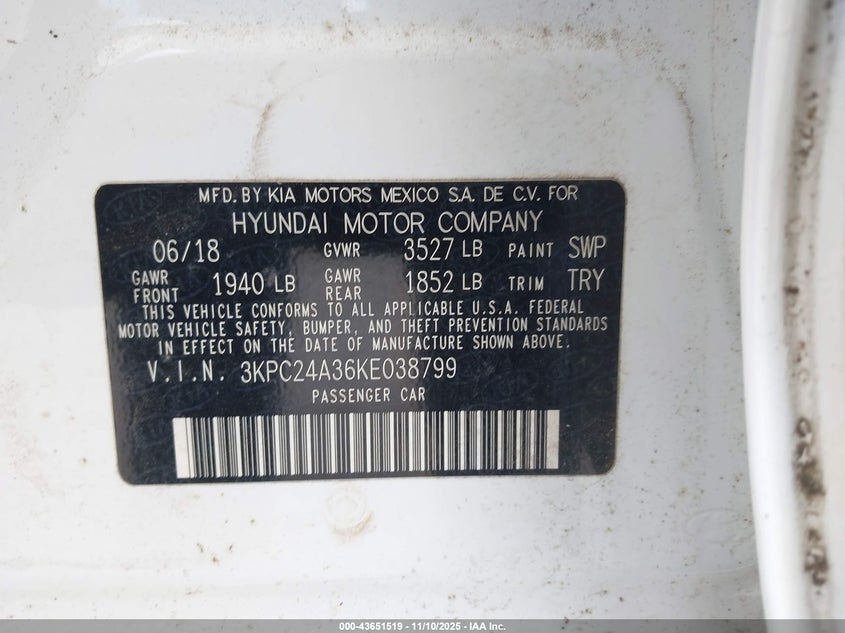 MFD. BY KIA MOTORS MEXICO S.A. DE C.V. FOR
HYUNDAI MOTOR COMPANY
06/18 GVWR 3527 LB PAINT SWP
GAWR FRONT 1940 LB GAWR REAR 1852 LB TRIM TRY
THIS VEHICLE CONFORMS TO ALL APPLICABLE U.S.A. FEDERAL
MOTOR VEHICLE SAFETY, BUMPER, AND THEFT PREVENTION STANDARDS
IN EFFECT ON THE DATE OF MANUFACTURE SHOWN ABOVE.
V.I.N. 3KPC24A36KE038799
PASSENGER CAR
000-43651519 - 11/10/2025 - IAA Inc.